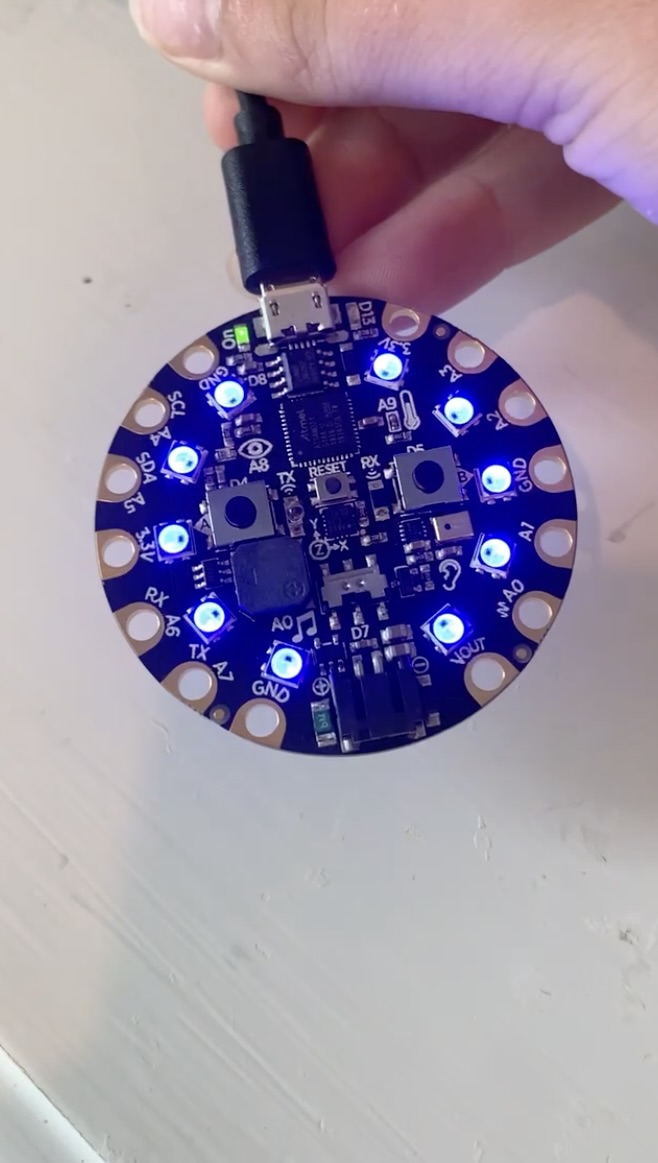 On
D13
GND
D8
3.3V
A3
SCL
A4
A9
A2
A8
D4
RESET
RX
D5
B
GND
SDA
A5
TX
Y
Z
X
A1
3.3V
RX
A6
A0
D7
~A0
TX
A7
VOUT
GND